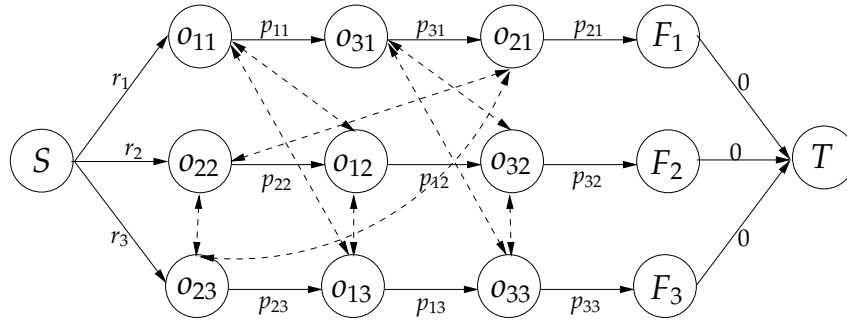 o11 p11 o31 p31 o21 p21 F1
r1 0
S r2 o22 p22 o12 p12 o32 p32 F2 0 T
r3 0
o23 p23 o13 p13 o33 p33 F3